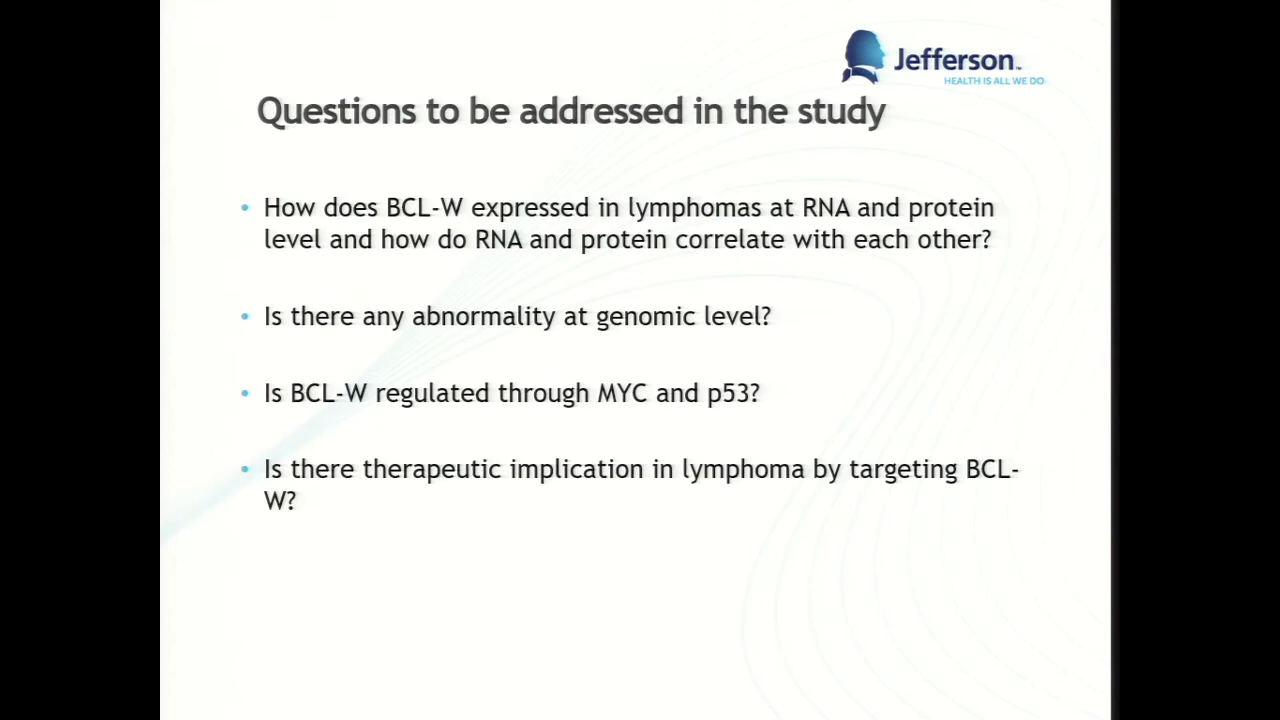 Jefferson™
HEALTH IS ALL WE DO
Questions to be addressed in the study
• How does BCL-W expressed in lymphomas at RNA and protein
level and how do RNA and protein correlate with each other?
• Is there any abnormality at genomic level?
• Is BCL-W regulated through MYC and p53?
• Is there therapeutic implication in lymphoma by targeting BCL-
W?